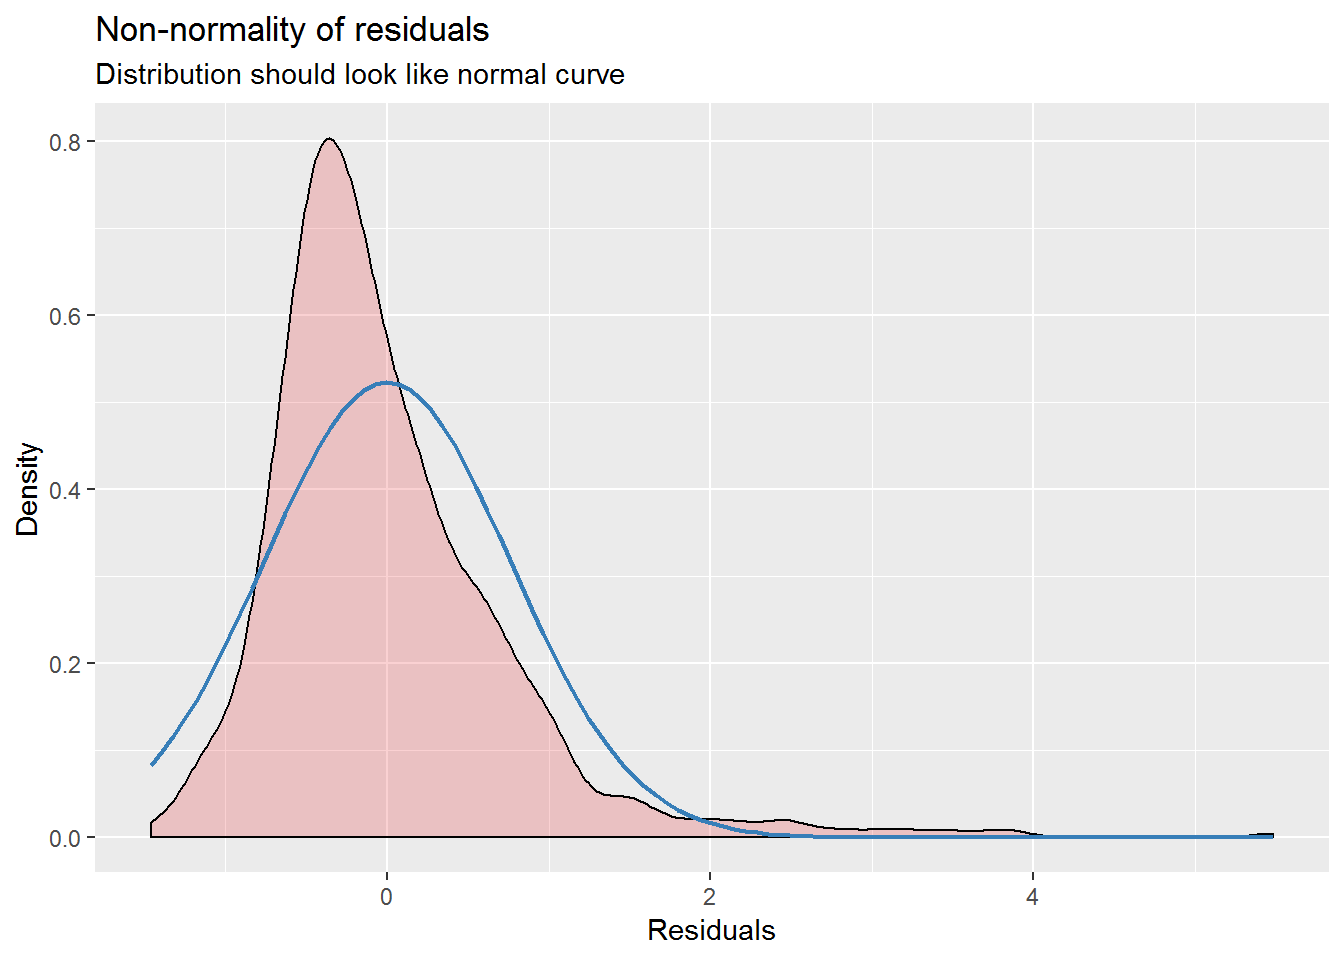 Non-normality of residuals
Distribution should look like normal curve
0.8
0.6
0.4
0.2
0.0
Density
0
2
4
Residuals